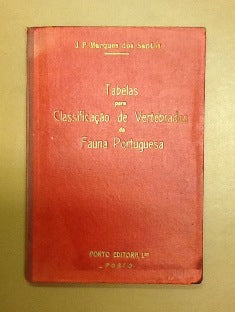 J. F. Marques dos Santos
Tabelas
para
Classificação de Vertebrados
da
Fauna Portuguesa
PORTO EDITORA, L.da
PORTO